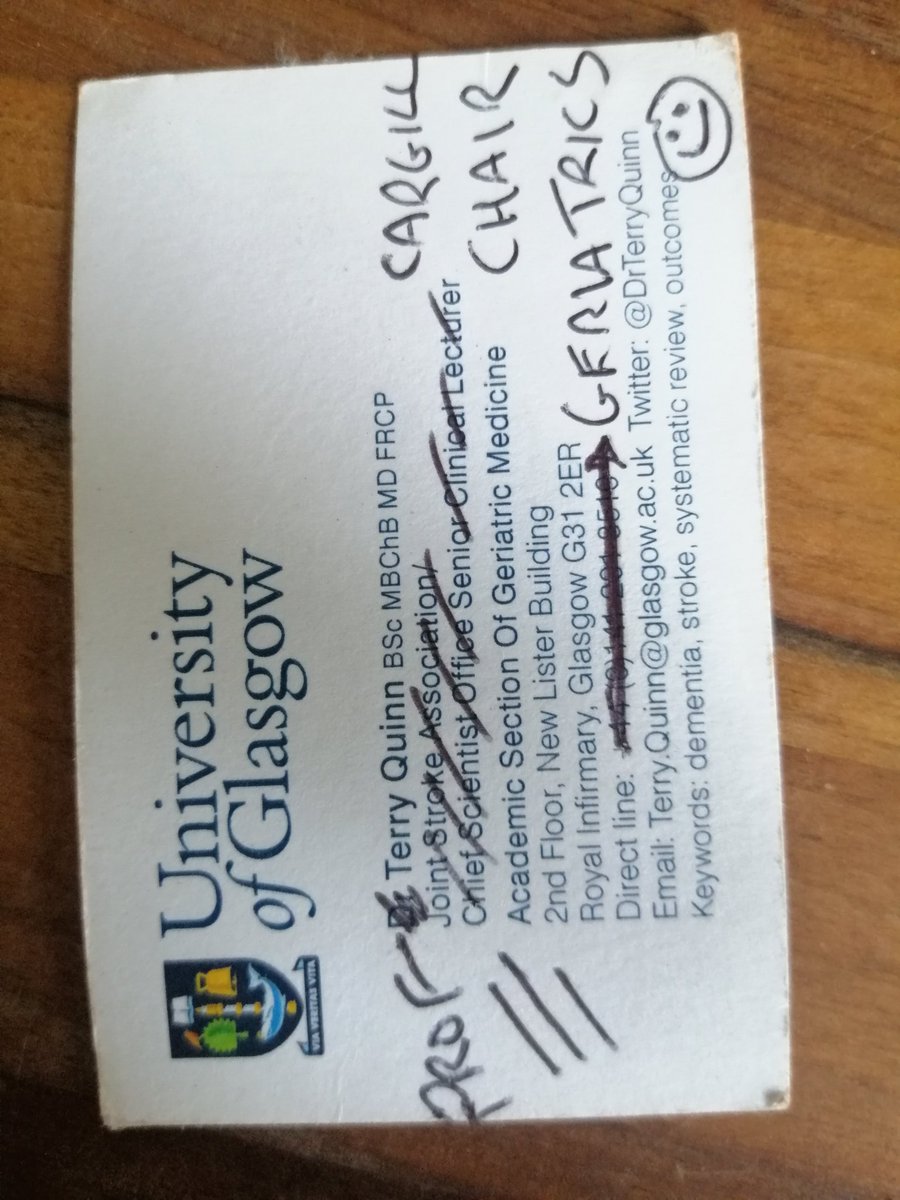 University
of Glasgow
VIA VERITAS VITA
PROF Dr Terry Quinn BSc MBChB MD FRCP
Joint Stroke Association/
Chief Scientist Office Senior Clinical Lecturer
CARGILL
CHAIR
GERIATRICS
Academic Section Of Geriatric Medicine
2nd Floor, New Lister Building
Royal Infirmary, Glasgow G31 2ER
Direct line:
Email: Terry.Quinn@glasgow.ac.uk Twitter: @DrTerryQuinn
Keywords: dementia, stroke, systematic review, outcomes